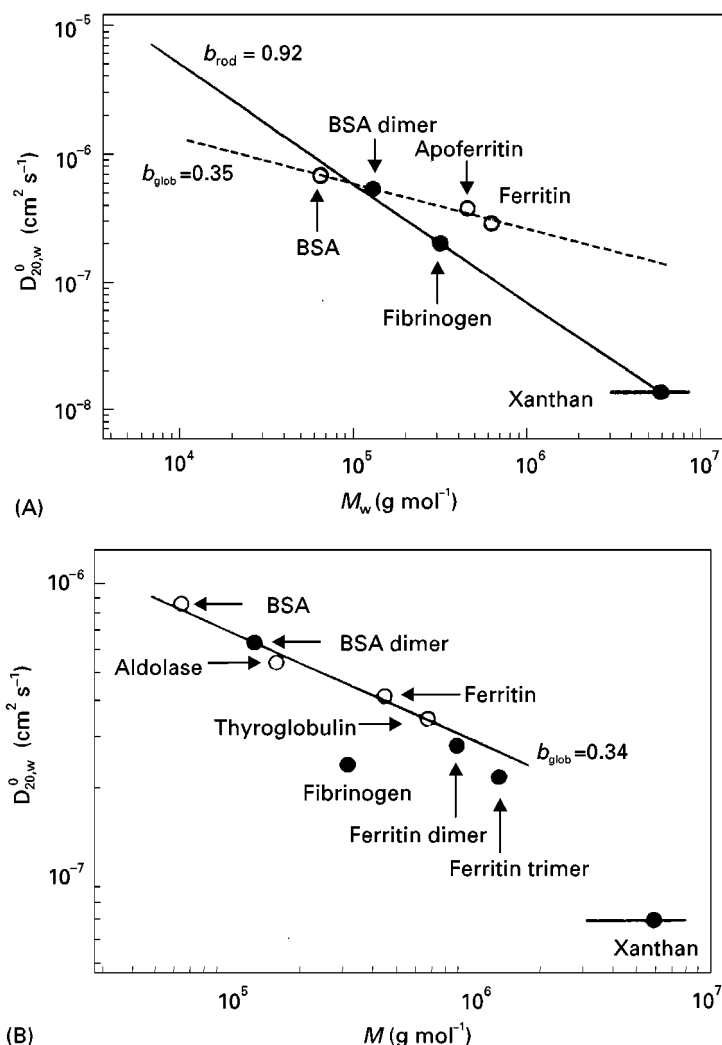 10⁻⁵
b_rod = 0.92
BSA dimer
Apoferritin
10⁻⁶
b_glob = 0.35
Ferritin
BSA
D⁰_20,w (cm² s⁻¹)
10⁻⁷
Fibrinogen
Xanthan
10⁻⁸
10⁴ 10⁵ 10⁶ 10⁷
(A)
M_w (g mol⁻¹)
10⁻⁶
BSA
BSA dimer
Aldolase
Ferritin
D⁰_20,w (cm² s⁻¹)
Thyroglobulin
b_glob = 0.34
Fibrinogen
Ferritin dimer
Ferritin trimer
10⁻⁷
Xanthan
10⁵ 10⁶ 10⁷
(B)
M (g mol⁻¹)